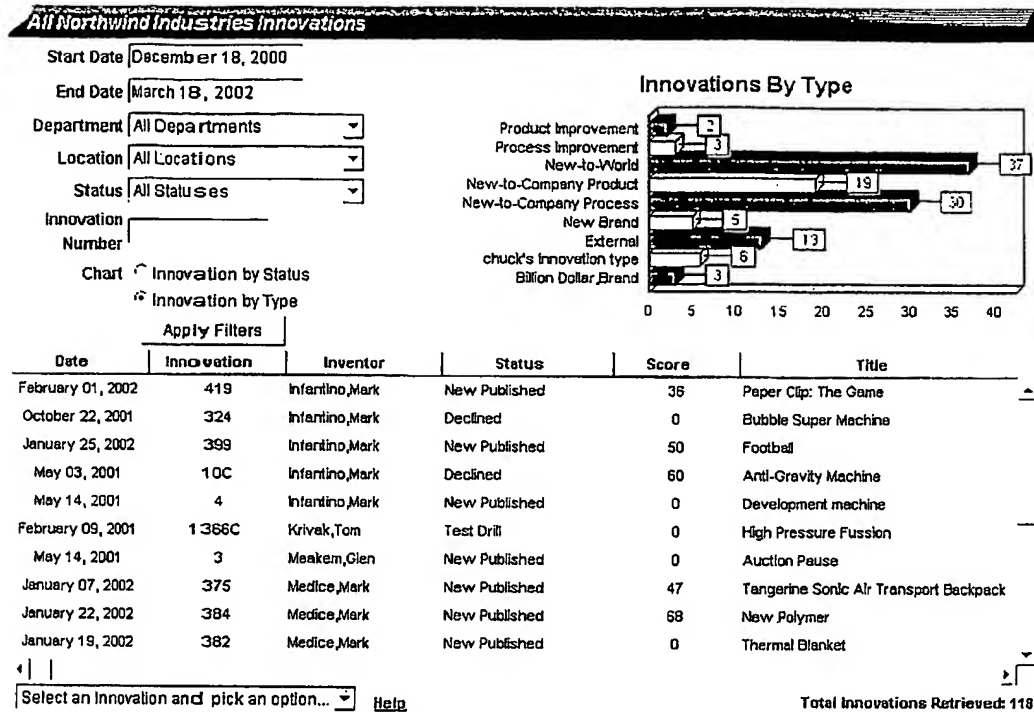 All Northwind Industries Innovations
Start Date December 18, 2000
End Date March 18, 2002
Department All Departments
Location All Locations
Status All Statuses
Innovation
Number
Chart Innovation by Status
Innovation by Type
Apply Filters
Innovations By Type
Product Improvement 2
Process Improvement 3
New-to-World 37
New-to-Company Product 19
New-to-Company Process 30
New Brand 5
External 13
chuck's innovation type 6
Billion Dollar Brand 3
0 5 10 15 20 25 30 35 40
Date Innovation Inventor Status Score Title
February 01, 2002 419 Infantino,Mark New Published 36 Paper Clip: The Game
October 22, 2001 324 Infantino,Mark Declined 0 Bubble Super Machine
January 25, 2002 399 Infantino,Mark New Published 50 Football
May 03, 2001 10C Infantino,Mark Declined 60 Anti-Gravity Machine
May 14, 2001 4 Infantino,Mark New Published 0 Development machine
February 09, 2001 1366C Krivak,Tom Test Drill 0 High Pressure Fussion
May 14, 2001 3 Meakem,Glen New Published 0 Auction Pause
January 07, 2002 375 Medice,Mark New Published 47 Tangerine Sonic Air Transport Backpack
January 22, 2002 384 Medice,Mark New Published 68 New Polymer
January 19, 2002 382 Medice,Mark New Published 0 Thermal Blanket
Select an Innovation and pick an option... Help Total Innovations Retrieved: 118